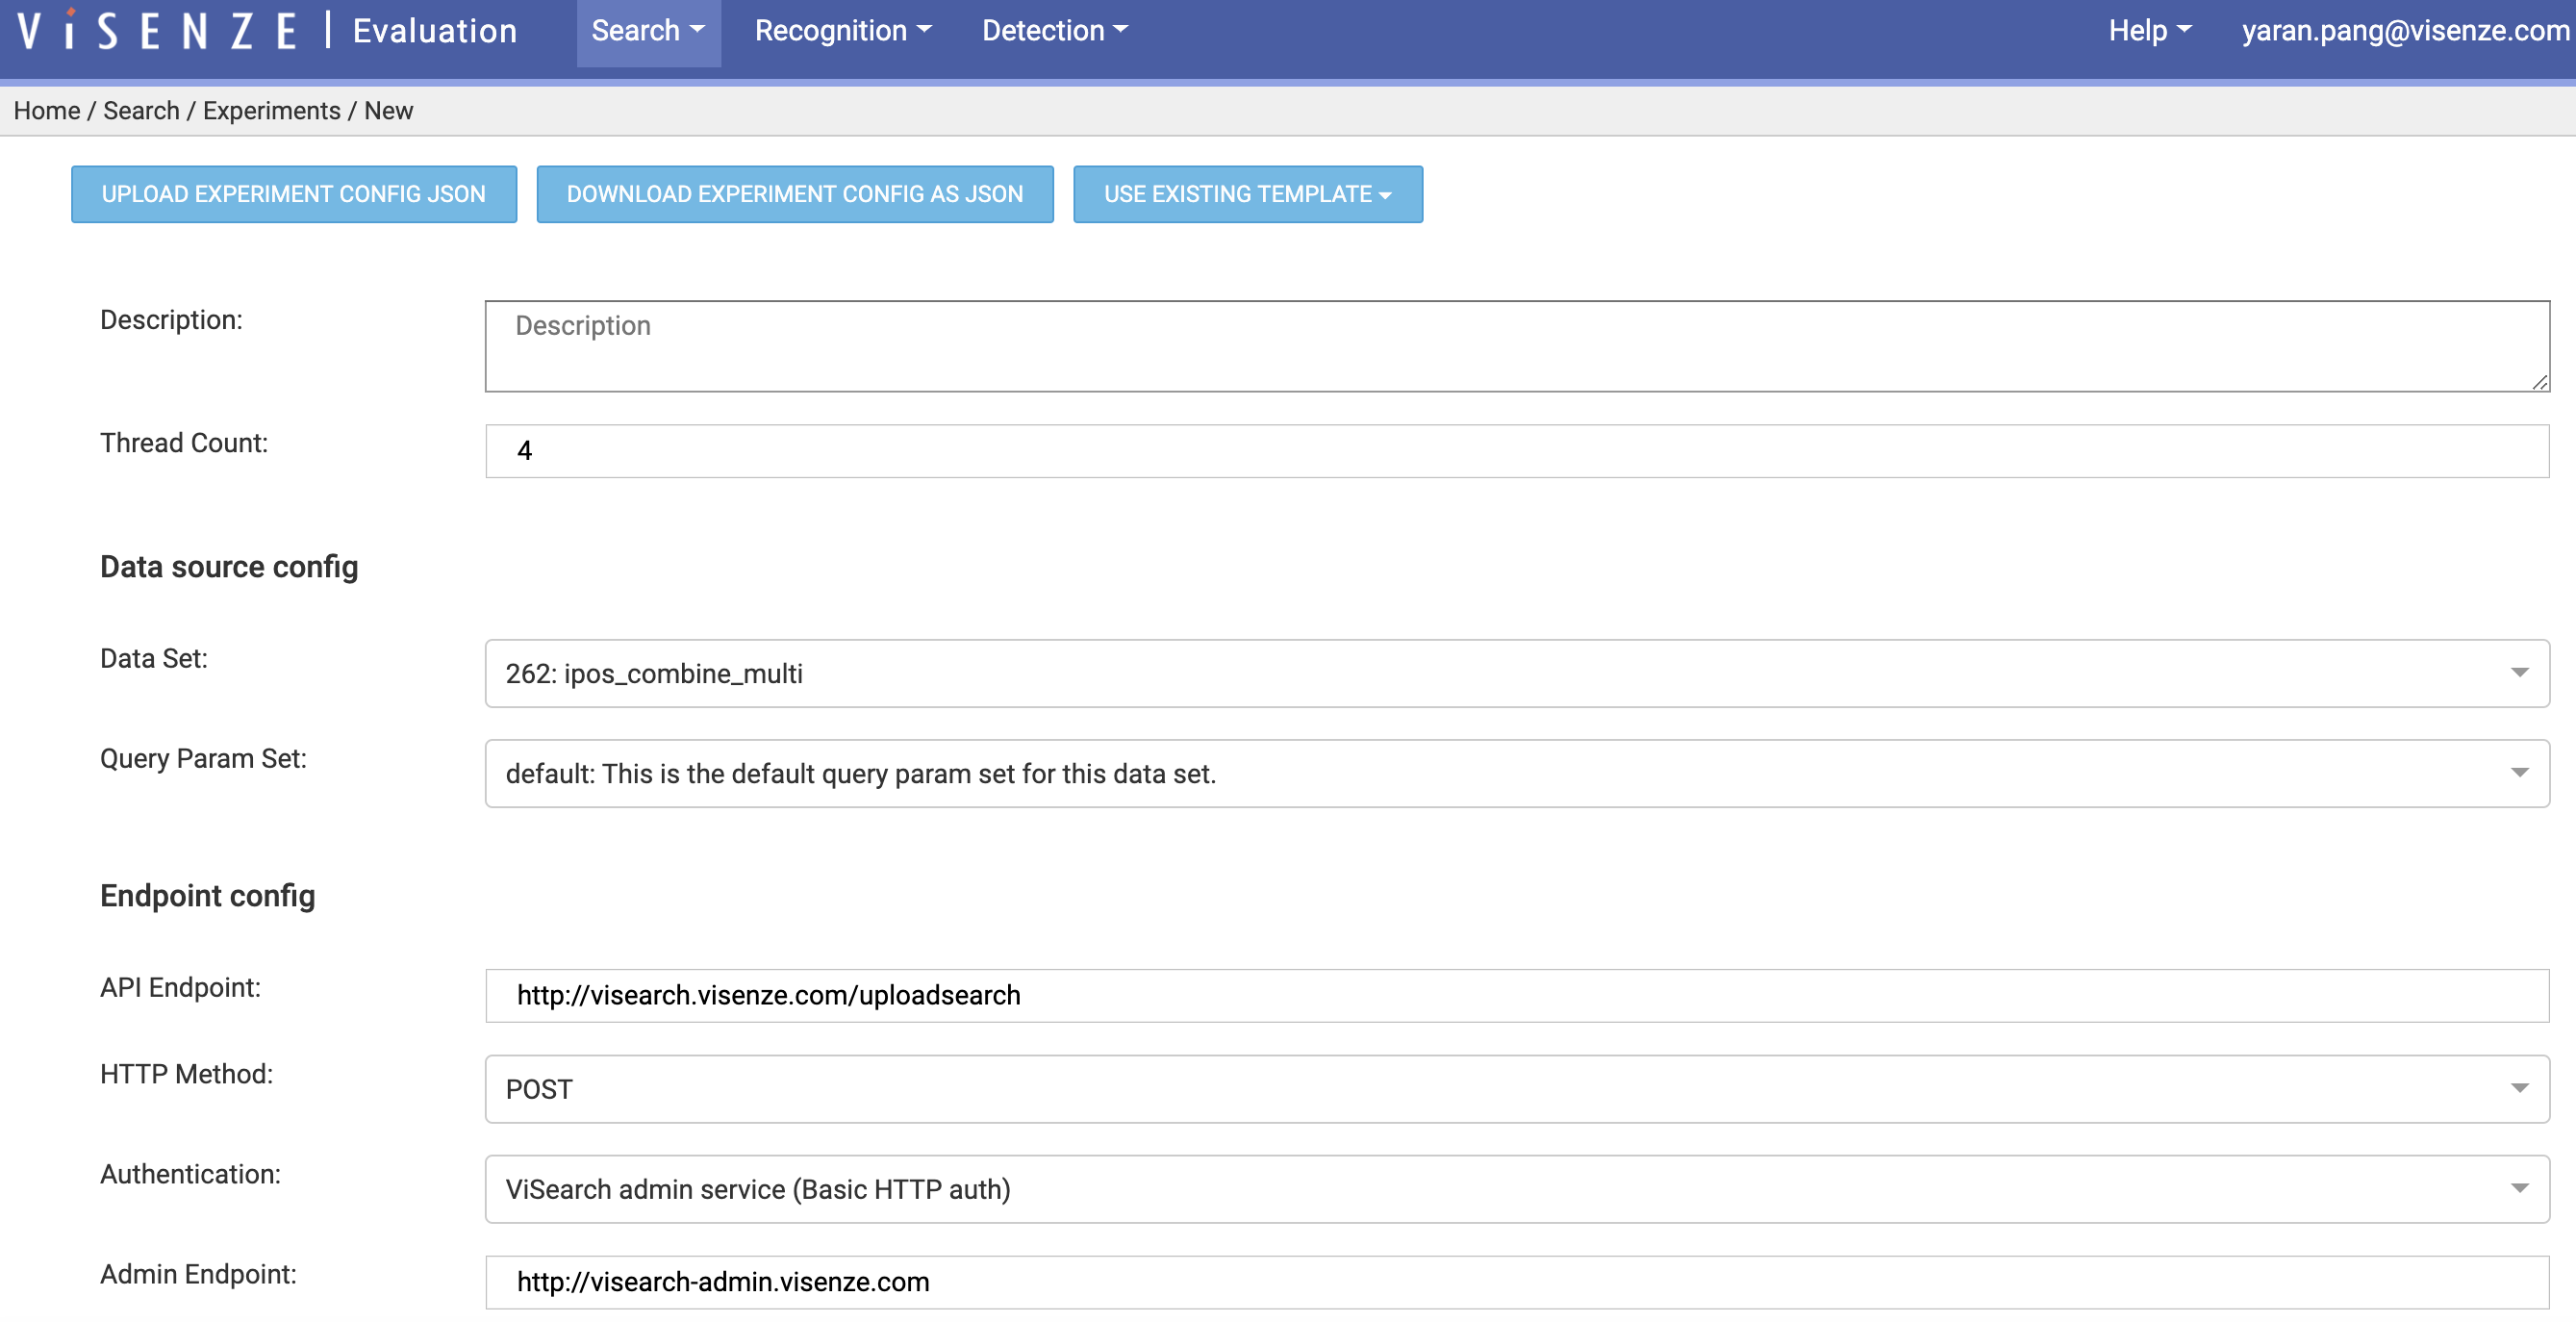 ViSENZE | Evaluation Search Recognition Detection Help yaran.pang@visenze.com
Home / Search / Experiments / New
UPLOAD EXPERIMENT CONFIG JSON DOWNLOAD EXPERIMENT CONFIG AS JSON USE EXISTING TEMPLATE
Description: Description
Thread Count: 4
Data source config
Data Set: 262: ipos_combine_multi
Query Param Set: default: This is the default query param set for this data set.
Endpoint config
API Endpoint: http://visearch.visenze.com/uploadsearch
HTTP Method: POST
Authentication: ViSearch admin service (Basic HTTP auth)
Admin Endpoint: http://visearch-admin.visenze.com